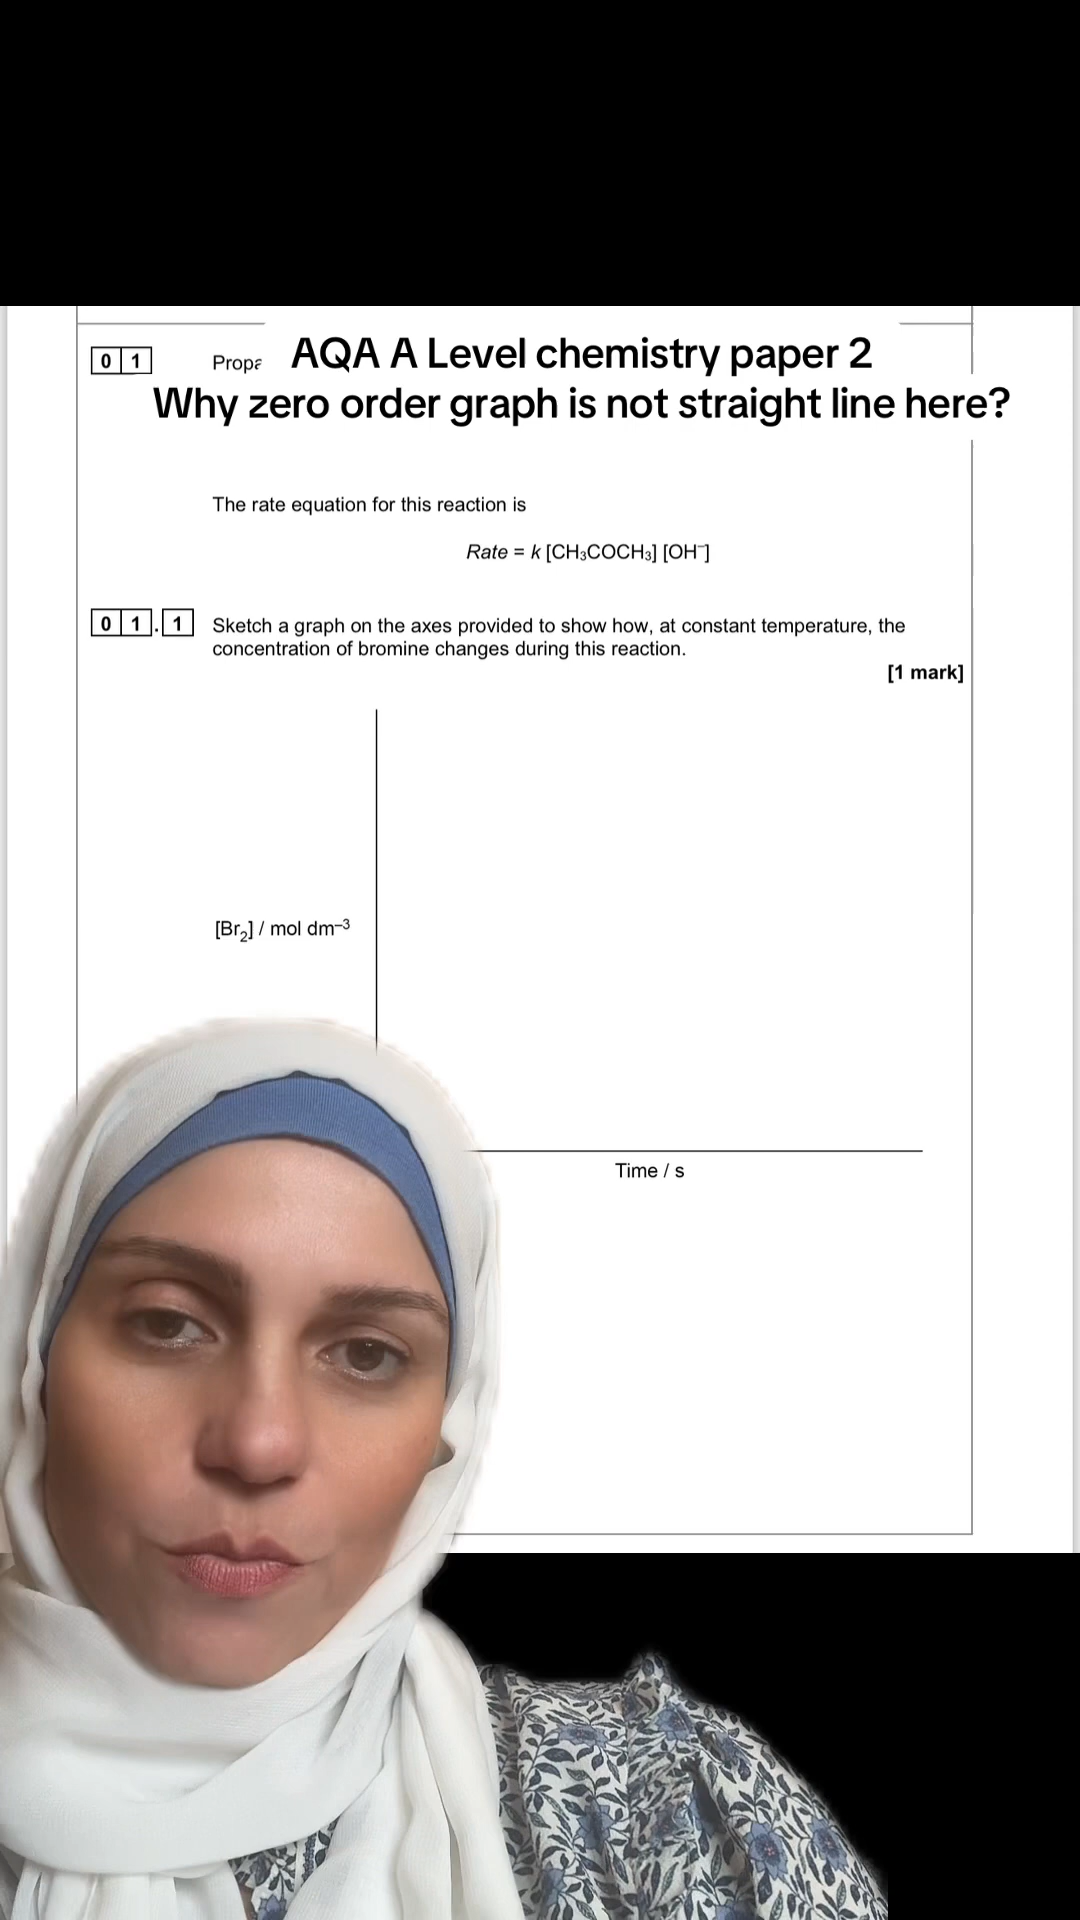 AQA A Level chemistry paper 2
Why zero order graph is not straight line here?
0 1
The rate equation for this reaction is
Rate = k [CH₃COCH₃] [OH⁻]
0 1 . 1 Sketch a graph on the axes provided to show how, at constant temperature, the
concentration of bromine changes during this reaction.
[1 mark]
[Br₂] / mol dm⁻³
Time / s